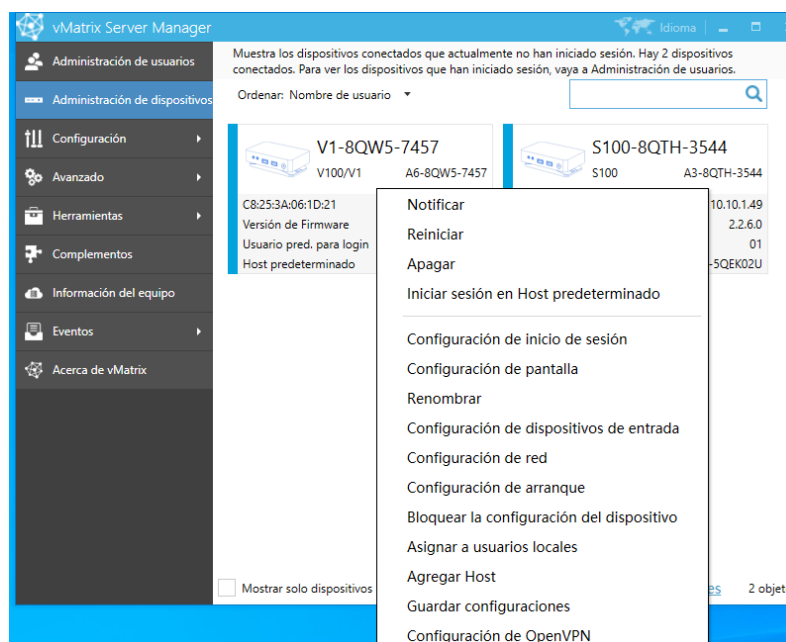 vMatrix Server Manager
Idioma
Administración de usuarios
Administración de dispositivos
Configuración
Avanzado
Herramientas
Complementos
Información del equipo
Eventos
Acerca de vMatrix
Muestra los dispositivos conectados que actualmente no han iniciado sesión. Hay 2 dispositivos
conectados. Para ver los dispositivos que han iniciado sesión, vaya a Administración de usuarios.
Ordenar: Nombre de usuario
V1-8QW5-7457
V100/V1 A6-8QW5-7457
C8:25:3A:06:1D:21
Versión de Firmware
Usuario pred. para login
Host predeterminado
S100-8QTH-3544
S100 A3-8QTH-3544
10.10.1.49
2.2.6.0
01
-5QEK02U
Notificar
Reiniciar
Apagar
Iniciar sesión en Host predeterminado
Configuración de inicio de sesión
Configuración de pantalla
Renombrar
Configuración de dispositivos de entrada
Configuración de red
Configuración de arranque
Bloquear la configuración del dispositivo
Asignar a usuarios locales
Agregar Host
Guardar configuraciones
Configuración de OpenVPN
Mostrar solo dispositivos
es 2 objet